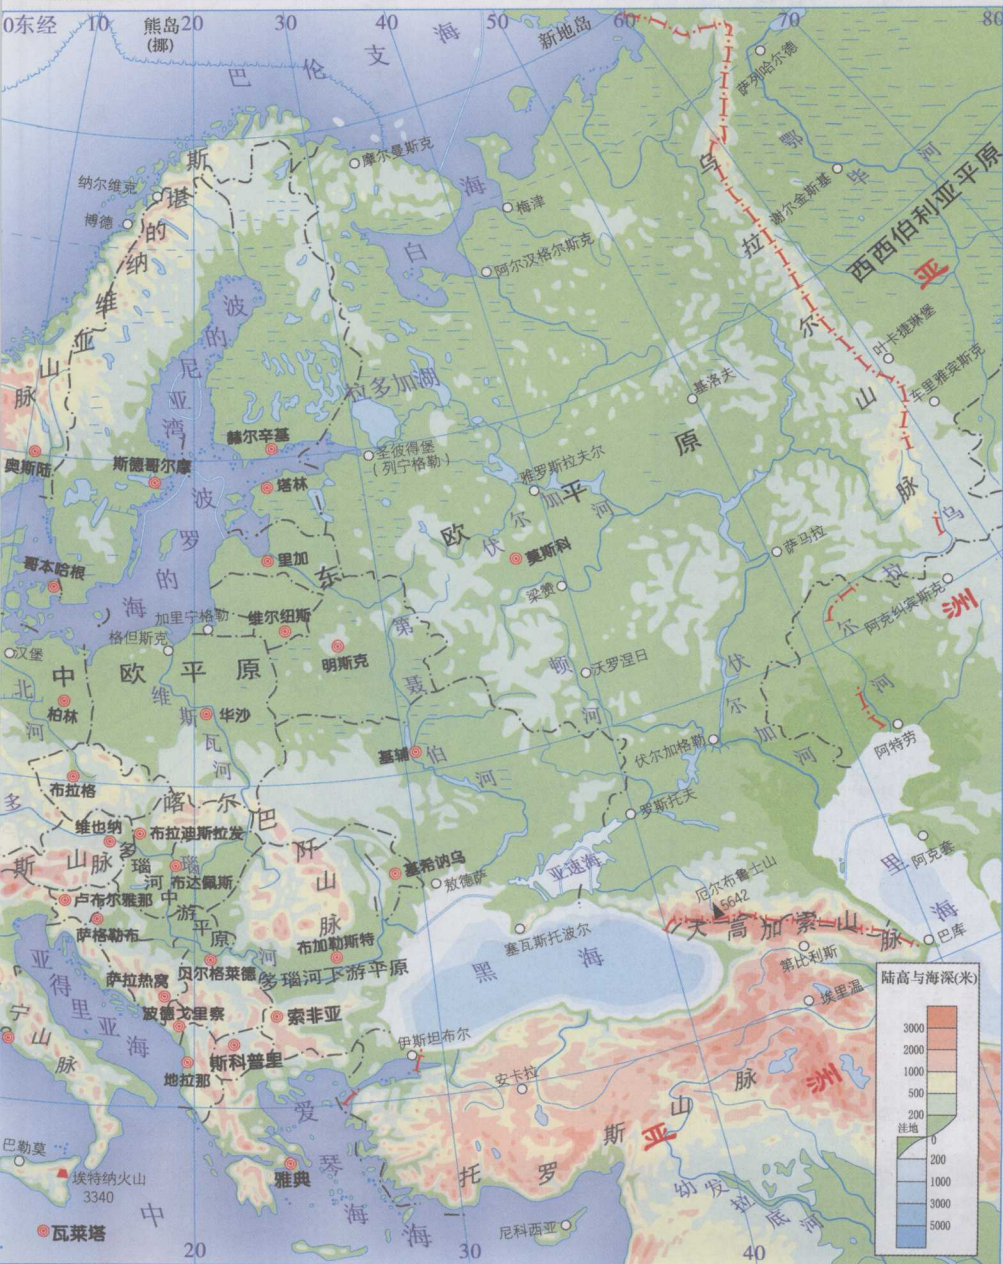 0东经
10
20
30
40
50
60
70
80
熊岛
(挪)
巴伦支海
新地岛
萨列哈尔德
鄂毕河
谢尔金斯基
西西伯利亚平原
亚洲
乌拉尔山脉
斯堪的纳维亚山脉
纳尔维克
博德
摩尔曼斯克
白海
梅津
阿尔汉格尔斯克
波的尼亚湾
拉多加湖
叶卡捷琳堡
车里雅宾斯克
基洛夫
奥斯陆
斯德哥尔摩
赫尔辛基
塔林
圣彼得堡
(列宁格勒)
雅罗斯拉夫尔
伏尔加河
东欧平原
莫斯科
梁赞
萨马拉
波罗的海
里加
哥本哈根
加里宁格勒
格但斯克
维尔纽斯
明斯克
第聂伯河
顿河
沃罗涅日
乌拉尔河
阿克纠宾斯克
汉堡
中欧平原
柏林
北河
维斯瓦河
华沙
基辅
伏尔加河
伏尔加格勒
阿特劳
布拉格
喀尔巴阡山脉
多瑙河
维也纳
布拉迪斯拉发
斯山脉
布达佩斯
多瑙河中游平原
卢布尔雅那
萨格勒布
基希讷乌
敖德萨
罗斯托夫
亚速海
厄尔布鲁士山
5642
大高加索山脉
里海
阿克套
巴库
塞瓦斯托波尔
黑海
第比利斯
埃里温
布加勒斯特
贝尔格莱德
多瑙河下游平原
萨拉热窝
波德戈里察
索非亚
斯科普里
地拉那
亚得里亚海
宁山脉
伊斯坦布尔
安卡拉
托罗斯山脉
亚洲
爱琴海
雅典
巴勒莫
埃特纳火山
3340
瓦莱塔
中海
尼科西亚
幼发拉底河
20
30
40
陆高与海深(米)
3000
2000
1000
500
200
洼地
0
200
1000
3000
5000